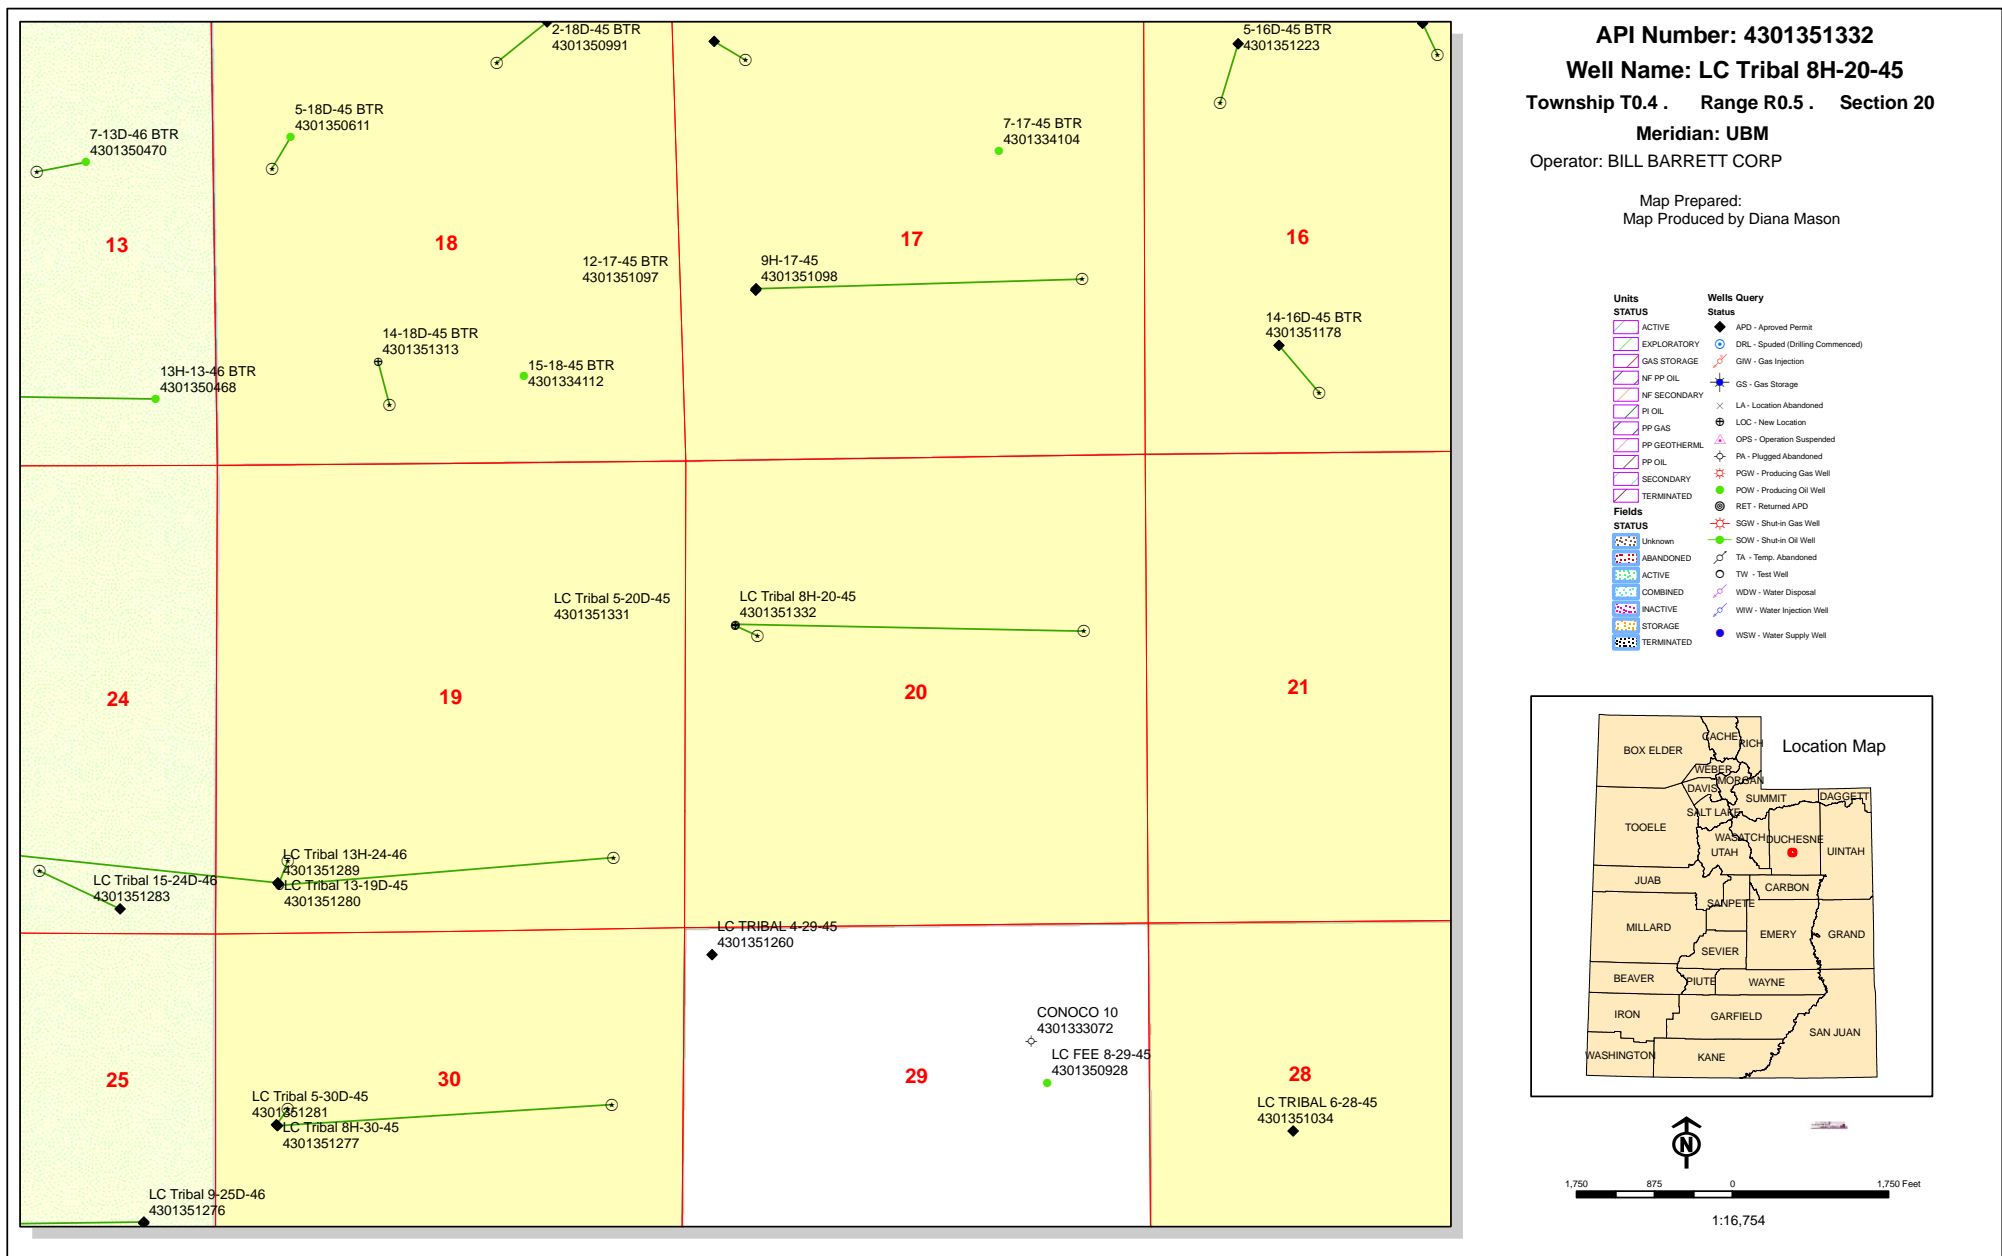 API Number: 4301351332
Well Name: LC Tribal 8H-20-45
Township T0.4 . Range R0.5 . Section 20
Meridian: UBM
Operator: BILL BARRETT CORP
Map Prepared:
Map Produced by Diana Mason
2-18D-45 BTR
4301350991
5-16D-45 BTR
4301351223
5-18D-45 BTR
4301350611
7-13D-46 BTR
4301350470
7-17-45 BTR
4301334104
13
18
17
16
12-17-45 BTR
4301351097
9H-17-45
4301351098
14-18D-45 BTR
4301351313
14-16D-45 BTR
4301351178
13H-13-46 BTR
4301350468
15-18-45 BTR
4301334112
LC Tribal 5-20D-45
4301351331
LC Tribal 8H-20-45
4301351332
24
19
20
21
LC Tribal 13H-24-46
4301351289
LC Tribal 15-24D-46
4301351283
LC Tribal 13-19D-45
4301351280
LC TRIBAL 4-29-45
4301351260
CONOCO 10
4301333072
LC FEE 8-29-45
4301350928
25
30
29
28
LC Tribal 5-30D-45
4301351281
LC Tribal 8H-30-45
4301351277
LC TRIBAL 6-28-45
4301351034
LC Tribal 9-25D-46
4301351276
Units
STATUS
ACTIVE
EXPLORATORY
GAS STORAGE
NF PP OIL
NF SECONDARY
PI OIL
PP GAS
PP GEOTHERML
PP OIL
SECONDARY
TERMINATED
Fields
STATUS
Unknown
ABANDONED
ACTIVE
COMBINED
INACTIVE
STORAGE
TERMINATED
Wells Query
Status
APD - Aproved Permit
DRL - Spuded (Drilling Commenced)
GIW - Gas Injection
GS - Gas Storage
LA - Location Abandoned
LOC - New Location
OPS - Operation Suspended
PA - Plugged Abandoned
PGW - Producing Gas Well
POW - Producing Oil Well
RET - Returned APD
SGW - Shut-in Gas Well
SOW - Shut-in Oil Well
TA - Temp. Abandoned
TW - Test Well
WDW - Water Disposal
WIW - Water Injection Well
WSW - Water Supply Well
Location Map
BOX ELDER
CACHE
RICH
WEBER
MORGAN
DAVIS
SUMMIT
DAGGETT
SALT LAKE
TOOELE
WASATCH
DUCHESNE
UTAH
UINTAH
JUAB
CARBON
SANPETE
MILLARD
EMERY
GRAND
SEVIER
BEAVER
PIUTE
WAYNE
IRON
GARFIELD
SAN JUAN
WASHINGTON
KANE
N
1,750 875 0 1,750 Feet
1:16,754